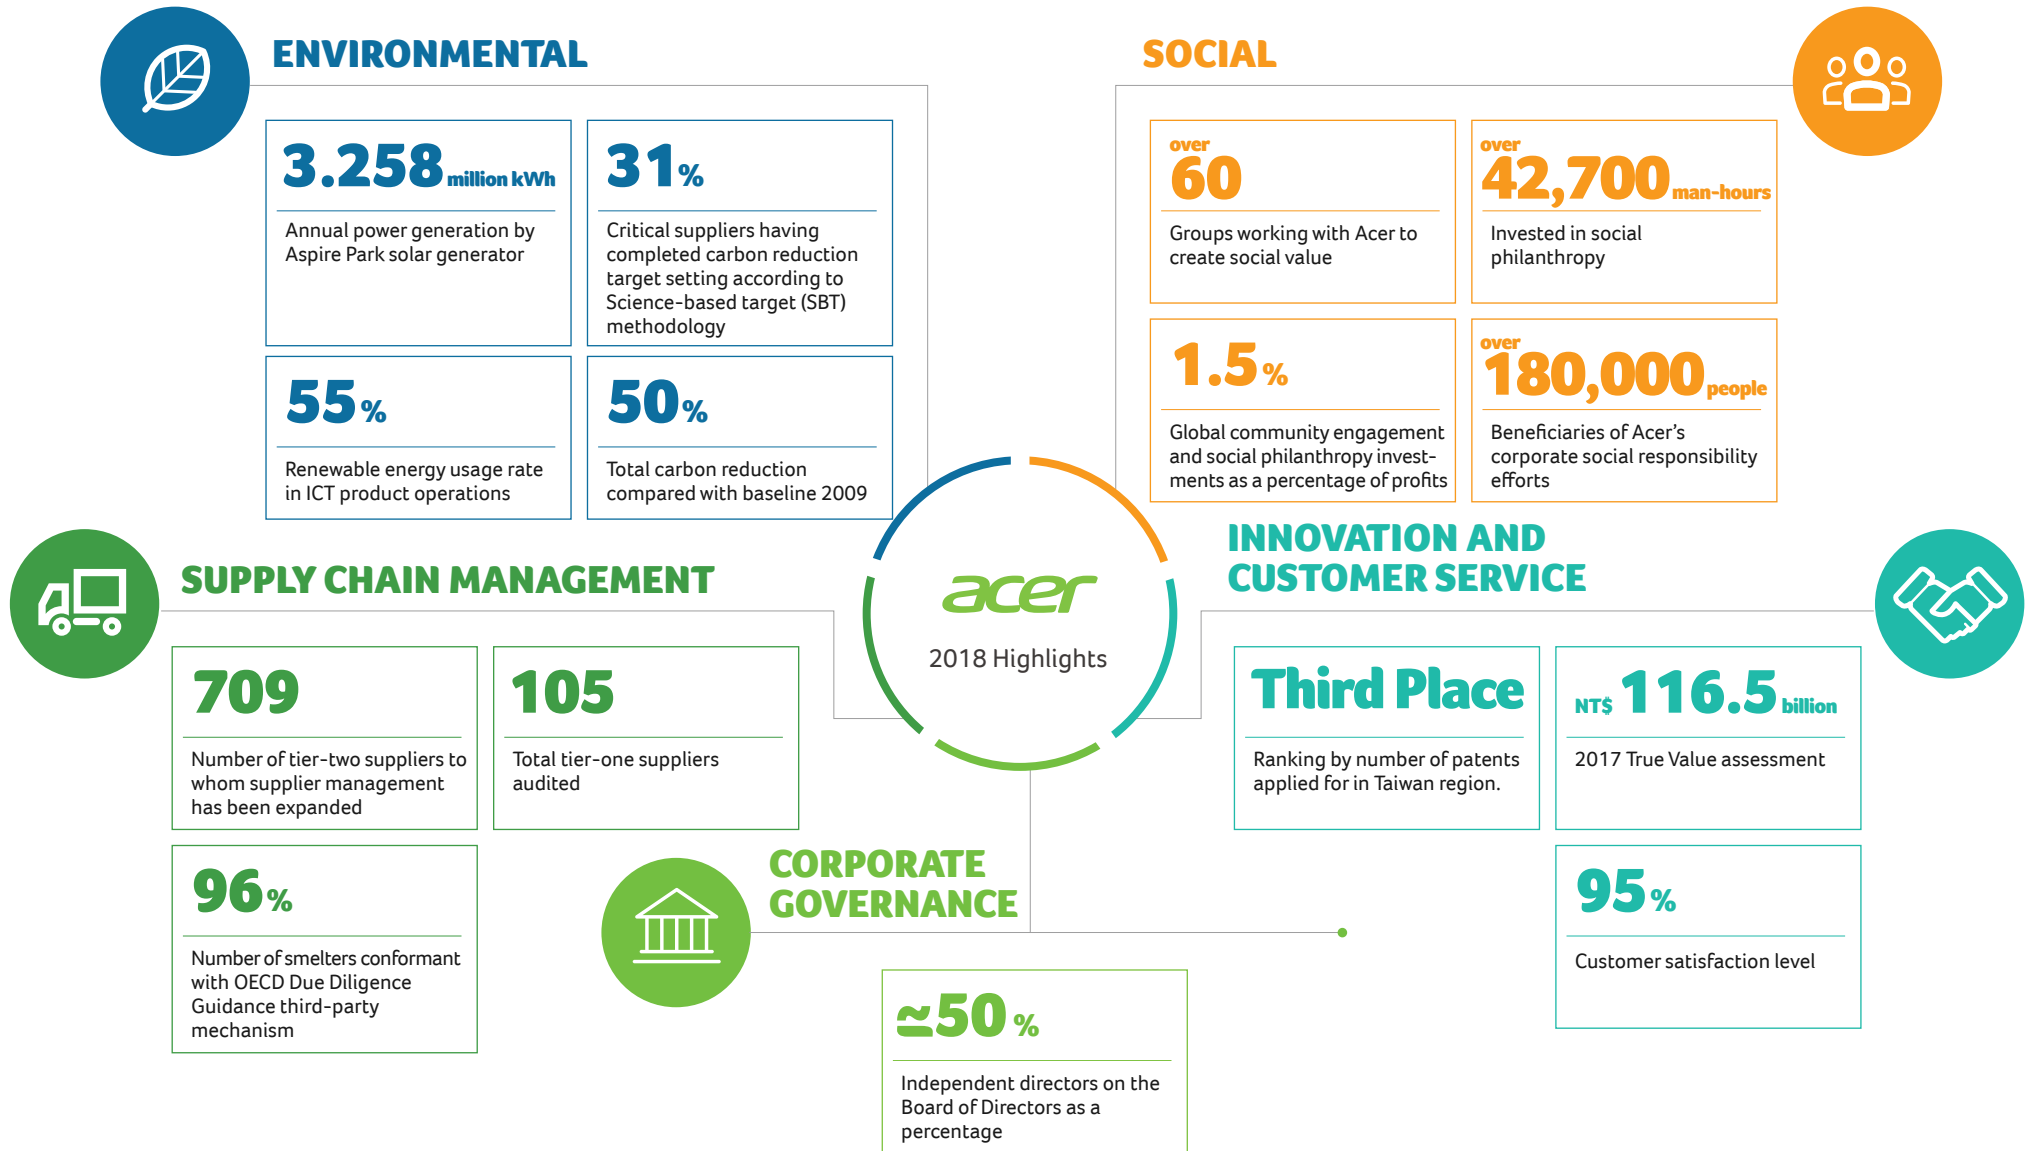 ENVIRONMENTAL
3.258 million kWh
Annual power generation by
Aspire Park solar generator
31%
Critical suppliers having
completed carbon reduction
target setting according to
Science-based target (SBT)
methodology
55%
Renewable energy usage rate
in ICT product operations
50%
Total carbon reduction
compared with baseline 2009
SOCIAL
over
60
Groups working with Acer to
create social value
over
42,700 man-hours
Invested in social
philanthropy
1.5%
Global community engagement
and social philanthropy invest-
ments as a percentage of profits
over
180,000 people
Beneficiaries of Acer’s
corporate social responsibility
efforts
acer
2018 Highlights
SUPPLY CHAIN MANAGEMENT
709
Number of tier-two suppliers to
whom supplier management
has been expanded
105
Total tier-one suppliers
audited
96%
Number of smelters conformant
with OECD Due Diligence
Guidance third-party
mechanism
INNOVATION AND
CUSTOMER SERVICE
Third Place
Ranking by number of patents
applied for in Taiwan region.
NT$ 116.5 billion
2017 True Value assessment
95%
Customer satisfaction level
CORPORATE
GOVERNANCE
≃50%
Independent directors on the
Board of Directors as a
percentage